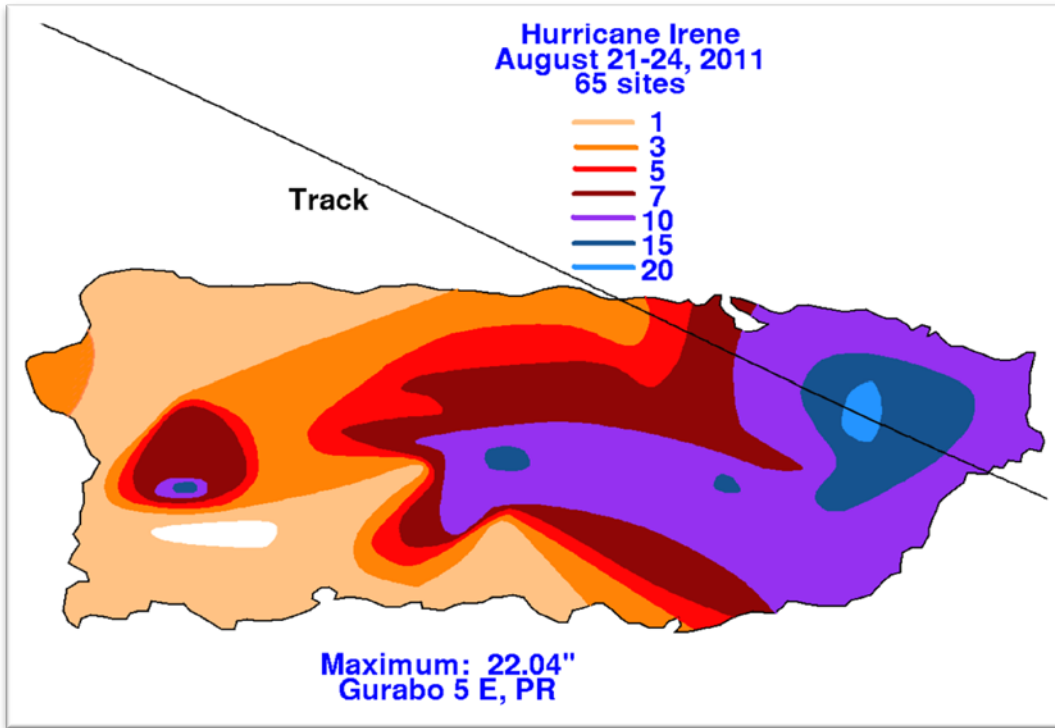 Hurricane Irene
August 21-24, 2011
65 sites
1
3
5
7
10
15
20
Track
Maximum: 22.04"
Gurabo 5 E, PR